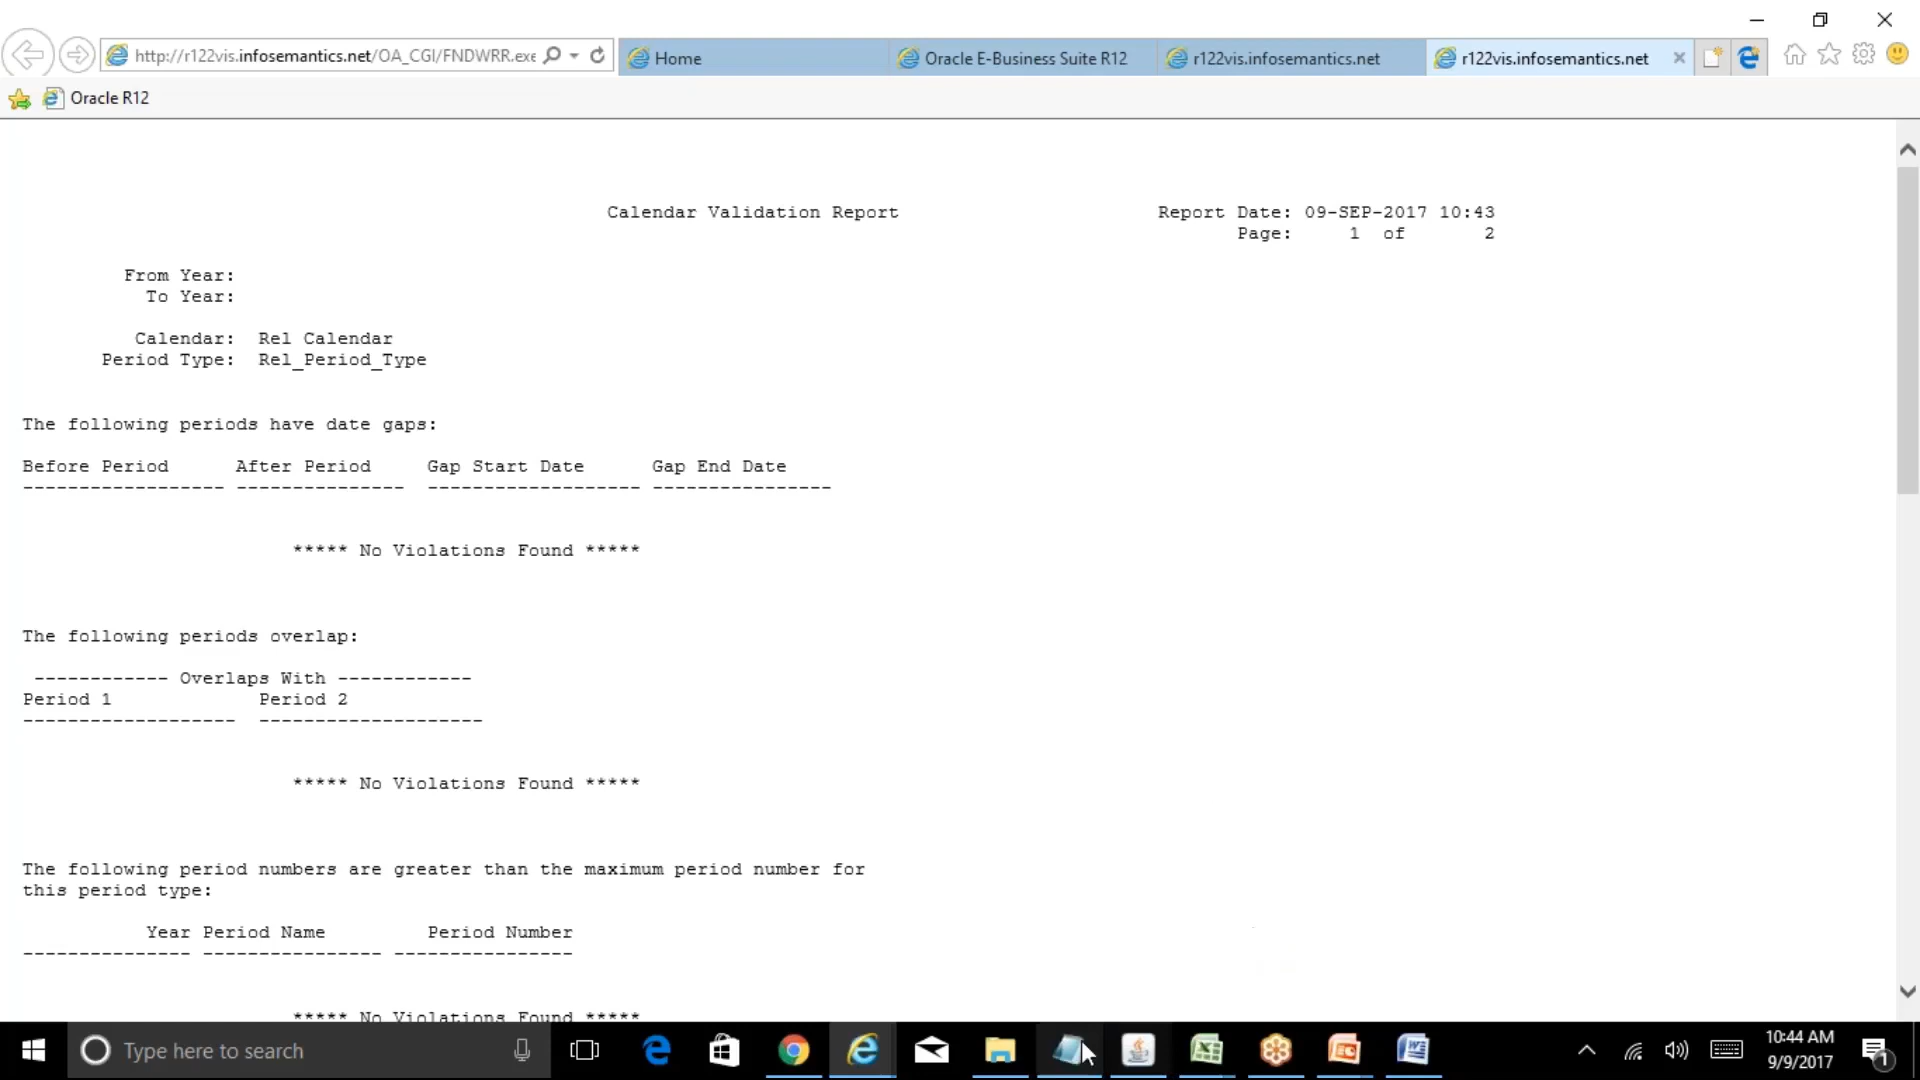 http://r122vis.infosemantics.net/OA_CGI/FNDWRR.exe
Home
Oracle E-Business Suite R12
r122vis.infosemantics.net
r122vis.infosemantics.net
Oracle R12
Calendar Validation Report
Report Date: 09-SEP-2017 10:43
Page: 1 of 2
From Year:
To Year:
Calendar: Rel Calendar
Period Type: Rel_Period_Type
The following periods have date gaps:
Before Period After Period Gap Start Date Gap End Date
------------------ --------------- ------------------- ----------------
***** No Violations Found *****
The following periods overlap:
------------ Overlaps With ------------
Period 1 Period 2
------------------- --------------------
***** No Violations Found *****
The following period numbers are greater than the maximum period number for
this period type:
Year Period Name Period Number
--------------- ---------------- ----------------
***** No Violations Found *****
Type here to search
10:44 AM
9/9/2017
1